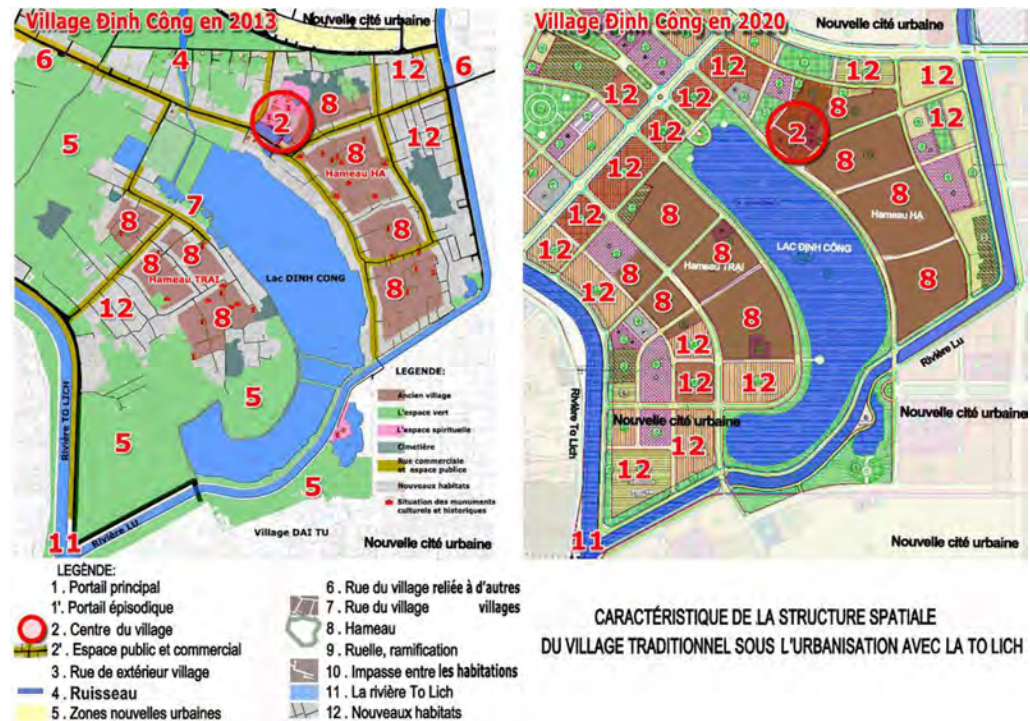 Village Định Công en 2013
Nouvelle cité urbaine
6
4
12
6
2
8
5
12
8
Hameau HẠ
7
8
8
8
Hameau TRẠI
Lac DINH CONG
12
8
8
5
5
Rivière TO LICH
5
Rivière LU
11
Village DAI TU
Nouvelle cité urbaine
LEGENDE:
Ancien village
L'espace vert
L'espace spirituelle
Cimetière
Rue commerciale
et espace publice
Nouveaux habitats
Situation des munuments
culturels et historiques
Village Định Công en 2020
Nouvelle cité urbaine
12
12
12
12
12
8
2
12
12
8
12
8
8
Hameau HẠ
LẠC ĐỊNH CÔNG
12
8
Hameau TRẠI
12
8
8
8
8
12
12
12
Nouvelle cité urbaine
Nouvelle cité urbaine
12
12
Rivière To Lich
Rivière Lu
11
Nouvelle cité urbaine
LEGÈNDE:
1 . Portail principal
1'. Portail épisodique
2 . Centre du village
2' . Espace public et commercial
3 . Rue de extérieur village
4 . Ruisseau
5 . Zones nouvelles urbaines
6 . Rue du village reliée à d'autres
7 . Rue du village villages
8 . Hameau
9 . Ruelle, ramification
10 . Impasse entre les habitations
11 . La rivière To Lich
12 . Nouveaux habitats
CARACTÉRISTIQUE DE LA STRUCTURE SPATIALE
DU VILLAGE TRADITIONNEL SOUS L'URBANISATION AVEC LA TO LICH